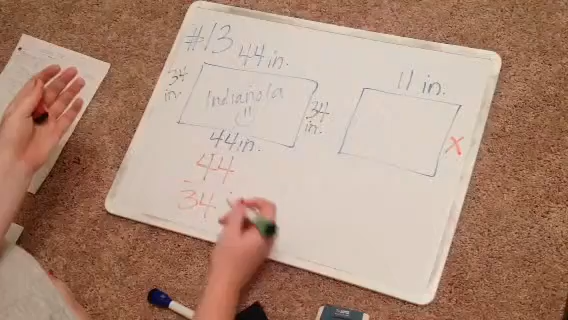 #13
44 in.
34 in.
Indianola
34 in.
44 in.
44
34
11 in.
x